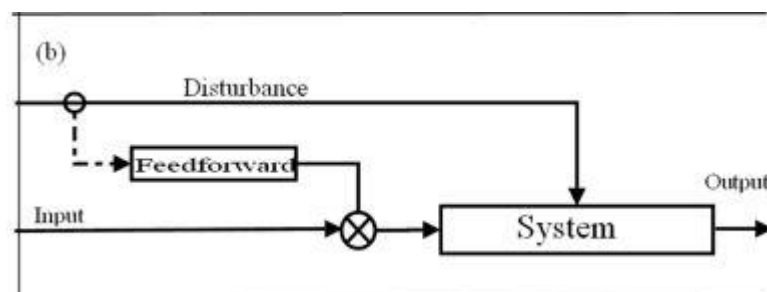 (b)
Disturbance
Feedforward
Output
Input
System